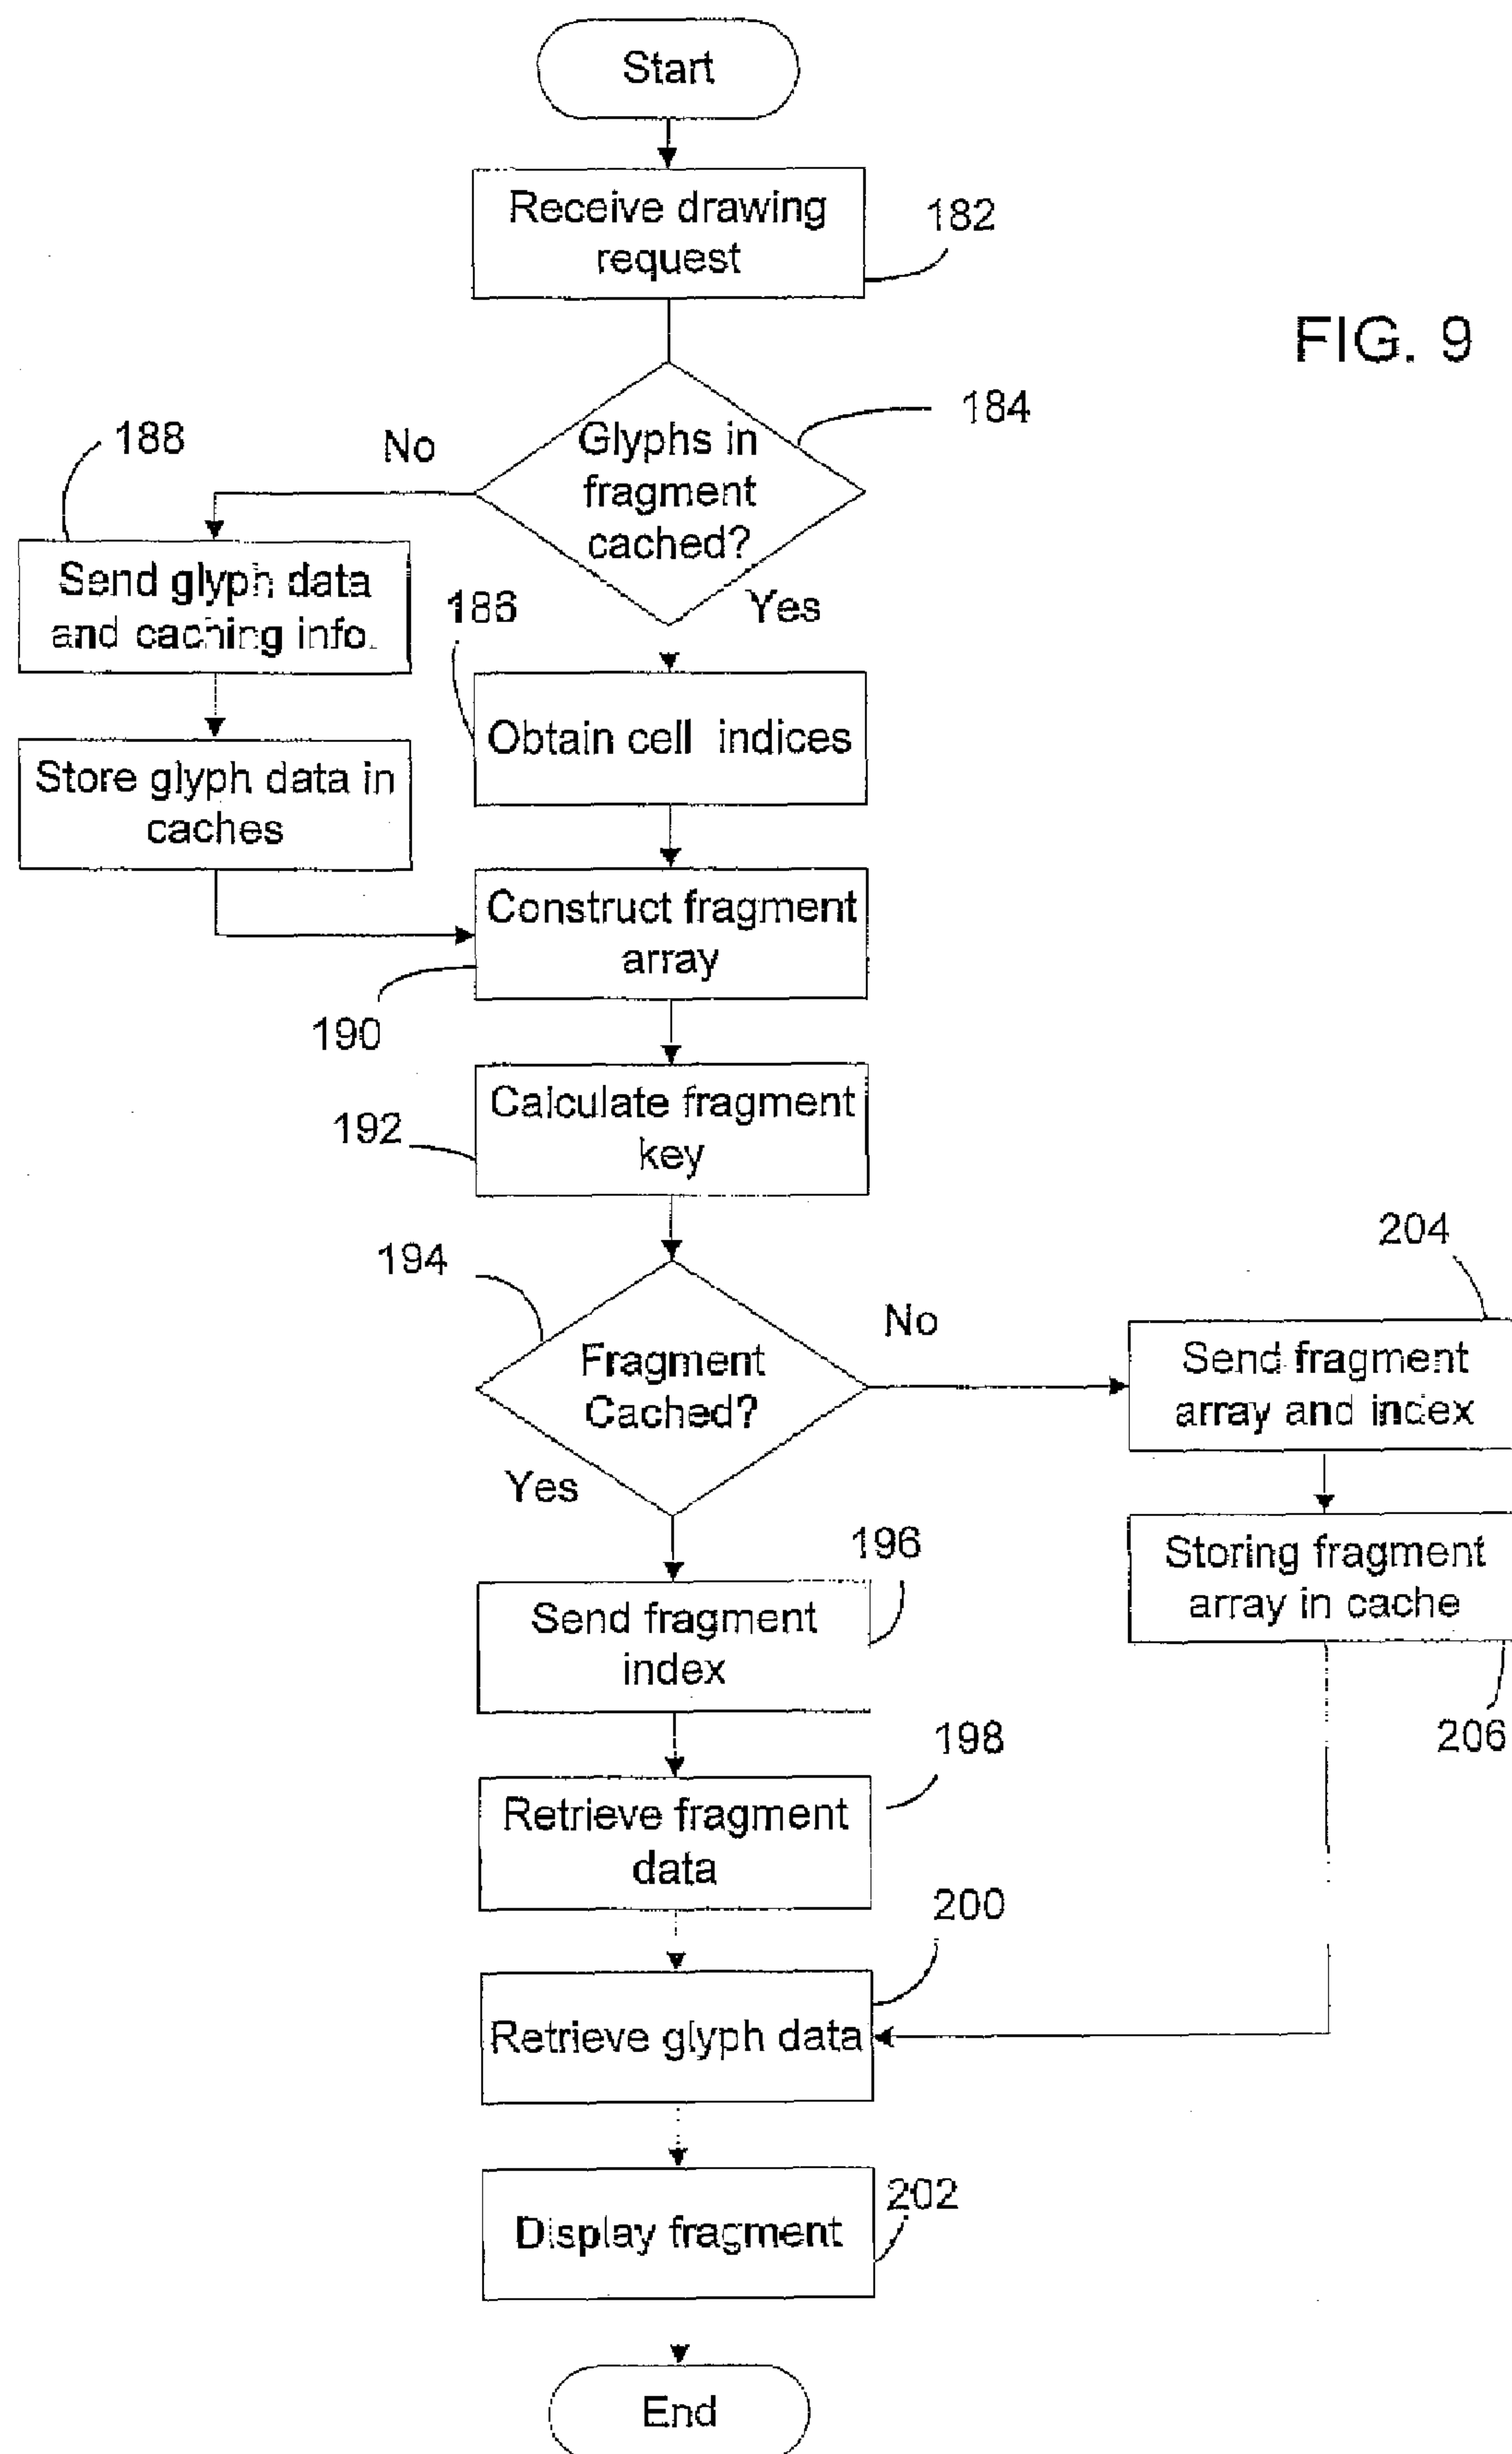 Start
Receive drawing
request
182
FIG. 9
184
Glyphs in
fragment
cached?
No
Yes
188
Send glyph data
and caching info.
Store glyph data in
caches
186
Obtain cell indices
Construct fragment
array
190
Calculate fragment
key
192
194
Fragment
Cached?
No
Yes
204
Send fragment
array and index
Storing fragment
array in cache
206
196
Send fragment
index
198
Retrieve fragment
data
200
Retrieve glyph data
202
Display fragment
End